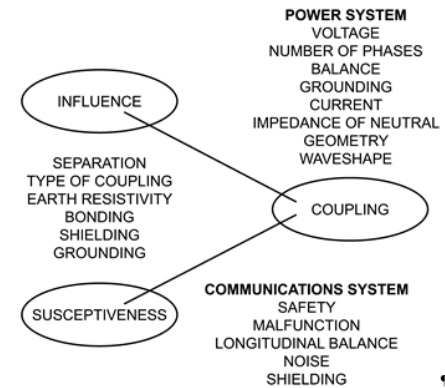 POWER SYSTEM
VOLTAGE
NUMBER OF PHASES
BALANCE
GROUNDING
CURRENT
IMPEDANCE OF NEUTRAL
GEOMETRY
WAVESHAPE
INFLUENCE
SEPARATION
TYPE OF COUPLING
EARTH RESISTIVITY
BONDING
SHIELDING
GROUNDING
COUPLING
SUSCEPTIVENESS
COMMUNICATIONS SYSTEM
SAFETY
MALFUNCTION
LONGITUDINAL BALANCE
NOISE
SHIELDING